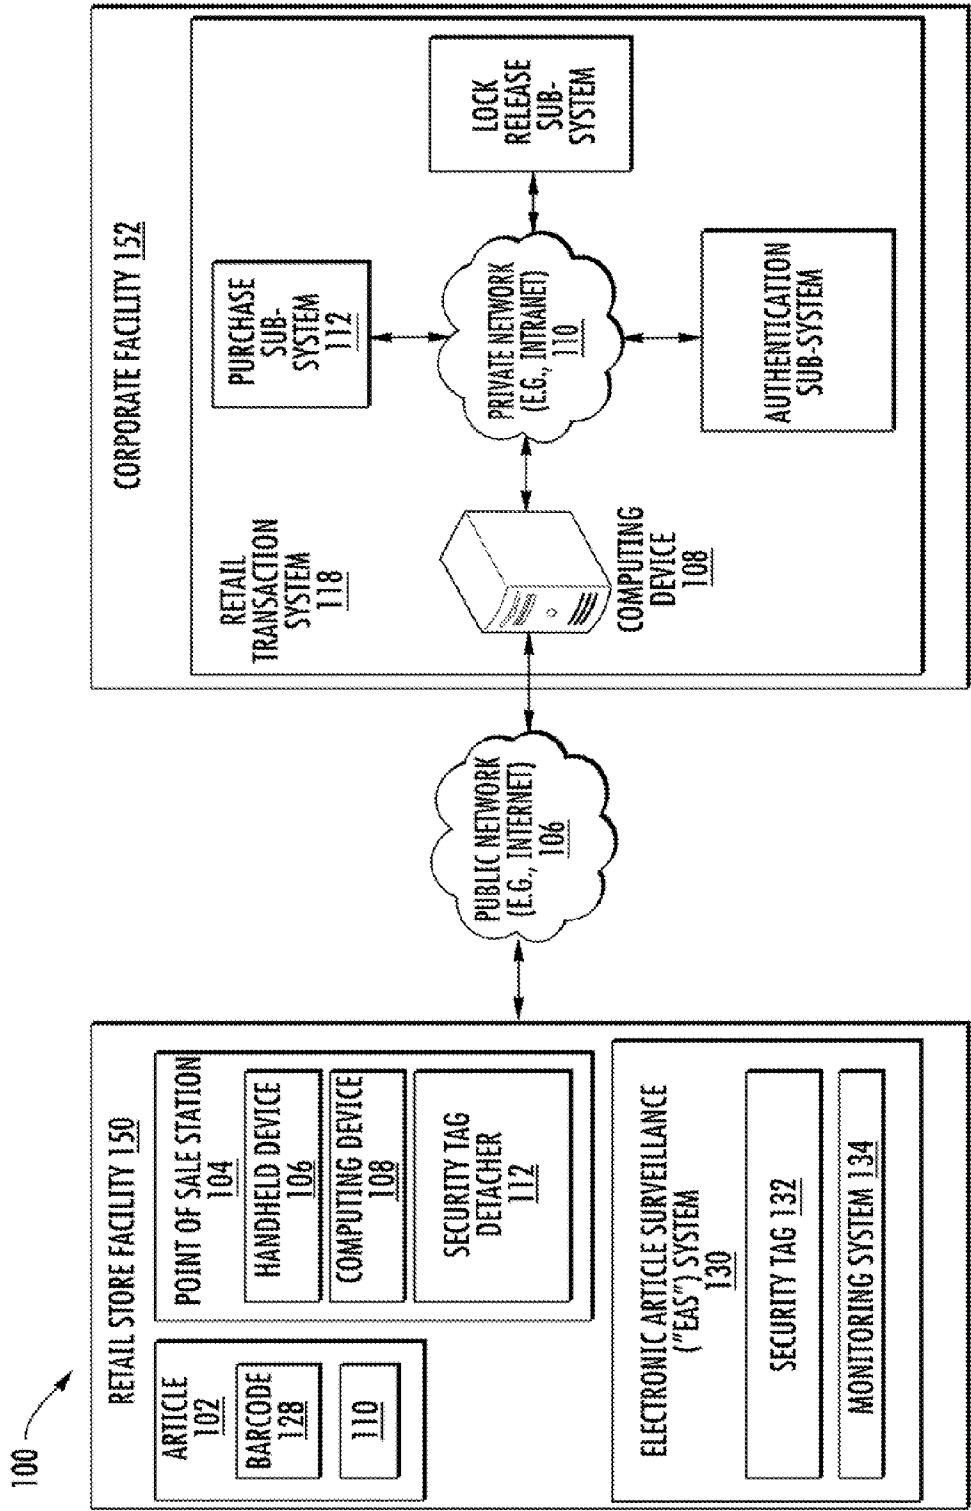 100
RETAIL STORE FACILITY 150
ARTICLE
102
BARCODE
128
110
POINT OF SALE STATION
104
HANDHELD DEVICE
106
COMPUTING DEVICE
108
SECURITY TAG
DETACHER
112
ELECTRONIC ARTICLE SURVEILLANCE
("EAS") SYSTEM
130
SECURITY TAG 132
MONITORING SYSTEM 134
PUBLIC NETWORK
(E.G., INTERNET)
106
CORPORATE FACILITY 152
RETAIL
TRANSACTION
SYSTEM
118
COMPUTING
DEVICE
108
PURCHASE
SUB-
SYSTEM
112
PRIVATE NETWORK
(E.G., INTRANET)
110
LOCK
RELEASE
SUB-
SYSTEM
AUTHENTICATION
SUB-SYSTEM